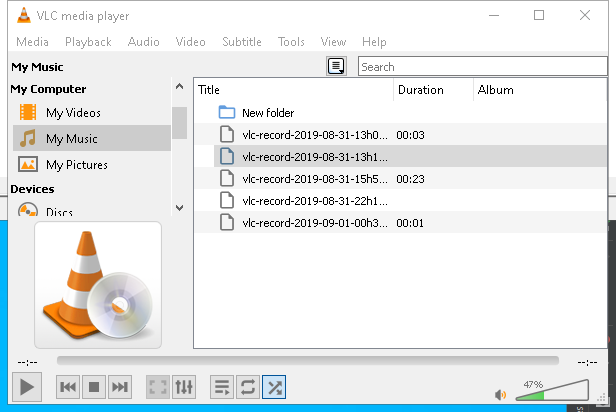 VLC media player
Media Playback Audio Video Subtitle Tools View Help
My Music Search
My Computer
My Videos
My Music
My Pictures
Devices
Discs
Title Duration Album
New folder
vlc-record-2019-08-31-13h0... 00:03
vlc-record-2019-08-31-13h1...
vlc-record-2019-08-31-15h5... 00:23
vlc-record-2019-08-31-22h1...
vlc-record-2019-09-01-00h3... 00:01
--:-- --:--
47%